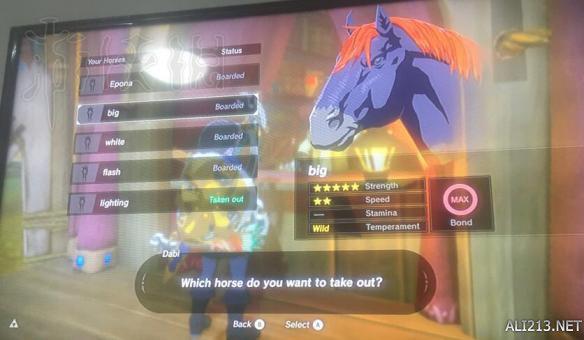 Your Horses Status
Epona Boarded
big Boarded
white Boarded
flash Boarded
lighting Taken out
big
★★★★★ Strength
★★ Speed
— Stamina
Wild Temperament
MAX
Bond
Dabi
Which horse do you want to take out?
Back B Select A
ALI213.NET